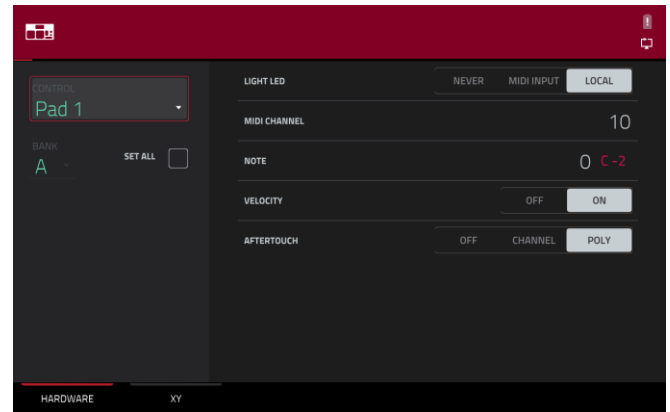 CONTROL
Pad 1
BANK
A
SET ALL
LIGHT LED NEVER MIDI INPUT LOCAL
MIDI CHANNEL 10
NOTE 0 C -2
VELOCITY OFF ON
AFTERTOUCH OFF CHANNEL POLY
HARDWARE XY